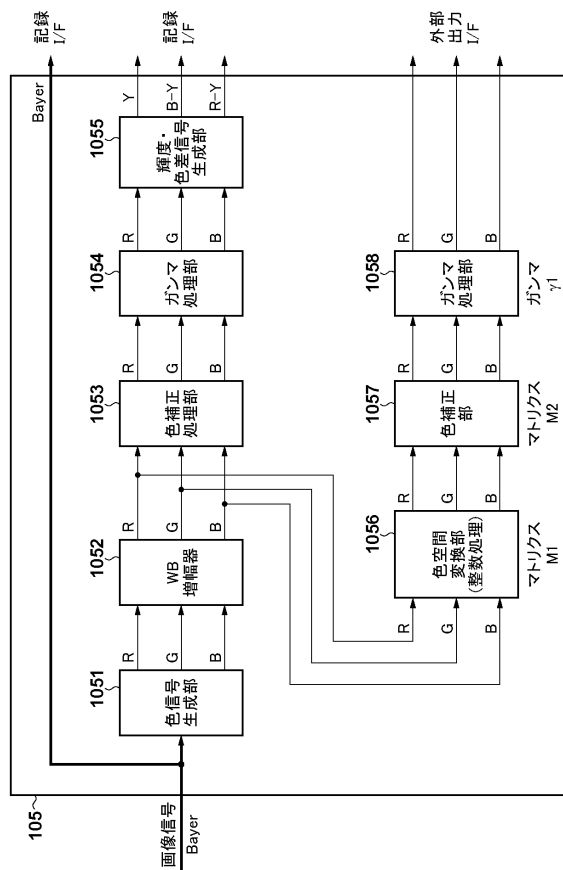 105
画像信号
Bayer
Bayer
記録
I/F
1051
色信号
生成部
R
G
B
1052
WB
増幅器
R
G
B
1053
色補正
処理部
R
G
B
1054
ガンマ
処理部
R
G
B
1055
輝度・
色差信号
生成部
Y
B-Y
R-Y
記録
I/F
R
G
B
1056
色空間
変換部
(整数処理)
マトリクス
M1
R
G
B
1057
色補正
部
マトリクス
M2
R
G
B
1058
ガンマ
処理部
ガンマ
γ1
外部
出力
I/F